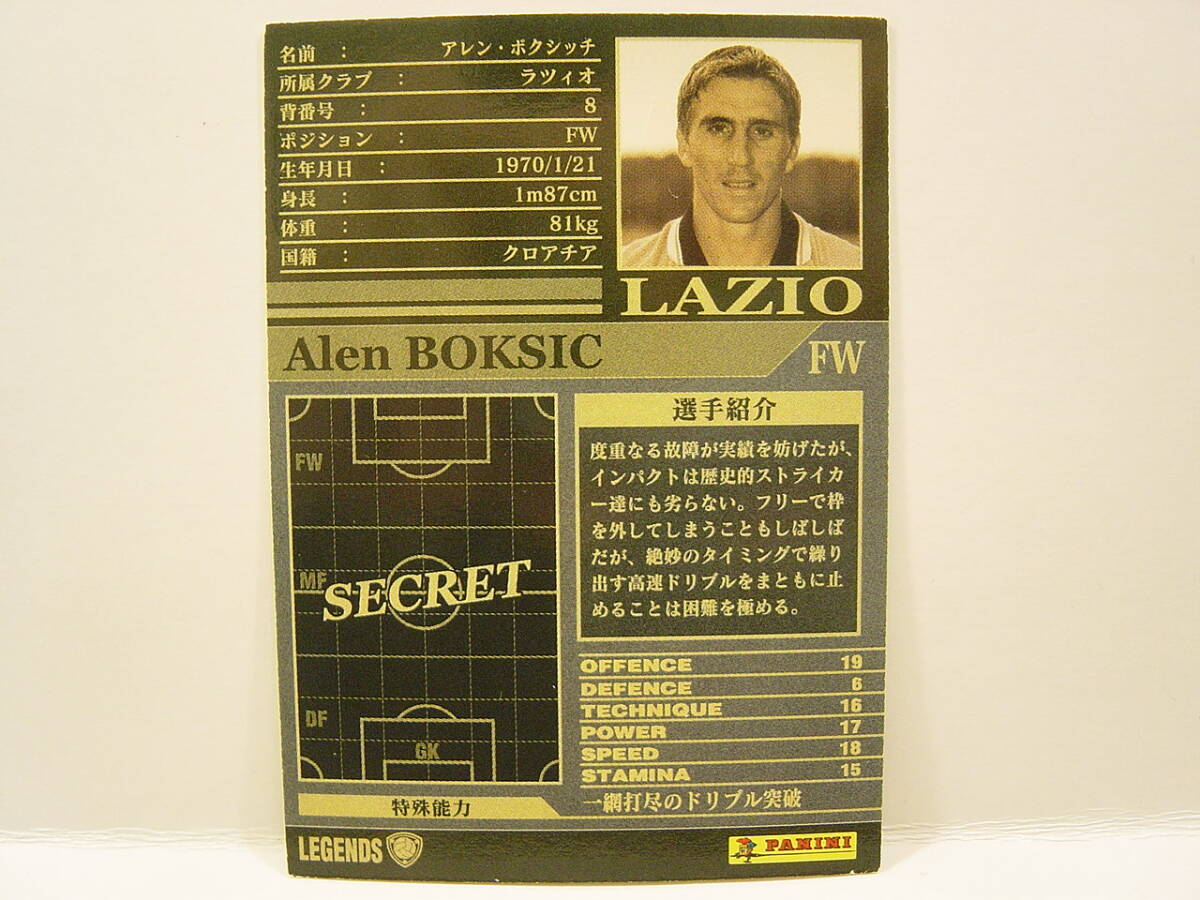 名前 : アレン・ボクシッチ
所属クラブ : ラツィオ
背番号 : 8
ポジション : FW
生年月日 : 1970/1/21
身長 : 1m87cm
体重 : 81kg
国籍 : クロアチア
LAZIO
Alen BOKSIC
FW
FW
MF
SECRET
DF
GK
選手紹介
度重なる故障が実績を妨げたが、
インパクトは歴史的ストライカ
ー達にも劣らない。フリーで枠
を外してしまうこともしばしば
だが、絶妙のタイミングで繰り
出す高速ドリブルをまともに止
めることは困難を極める。
OFFENCE 19
DEFENCE 6
TECHNIQUE 16
POWER 17
SPEED 18
STAMINA 15
特殊能力
一網打尽のドリブル突破
LEGENDS
PANINI